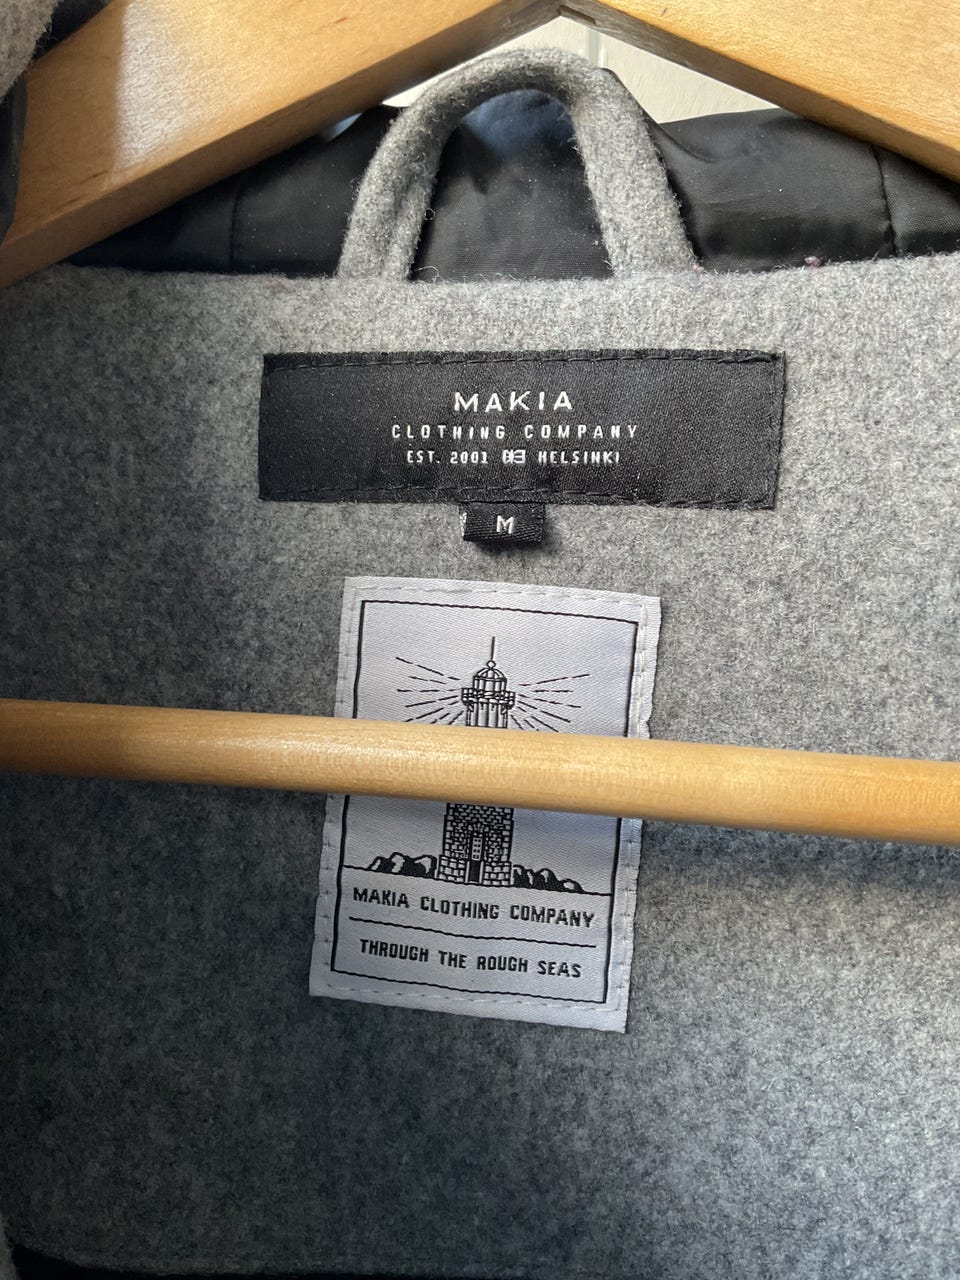 MAKIA
CLOTHING COMPANY
EST. 2001 HELSINKI
M
MAKIA CLOTHING COMPANY
THROUGH THE ROUGH SEAS